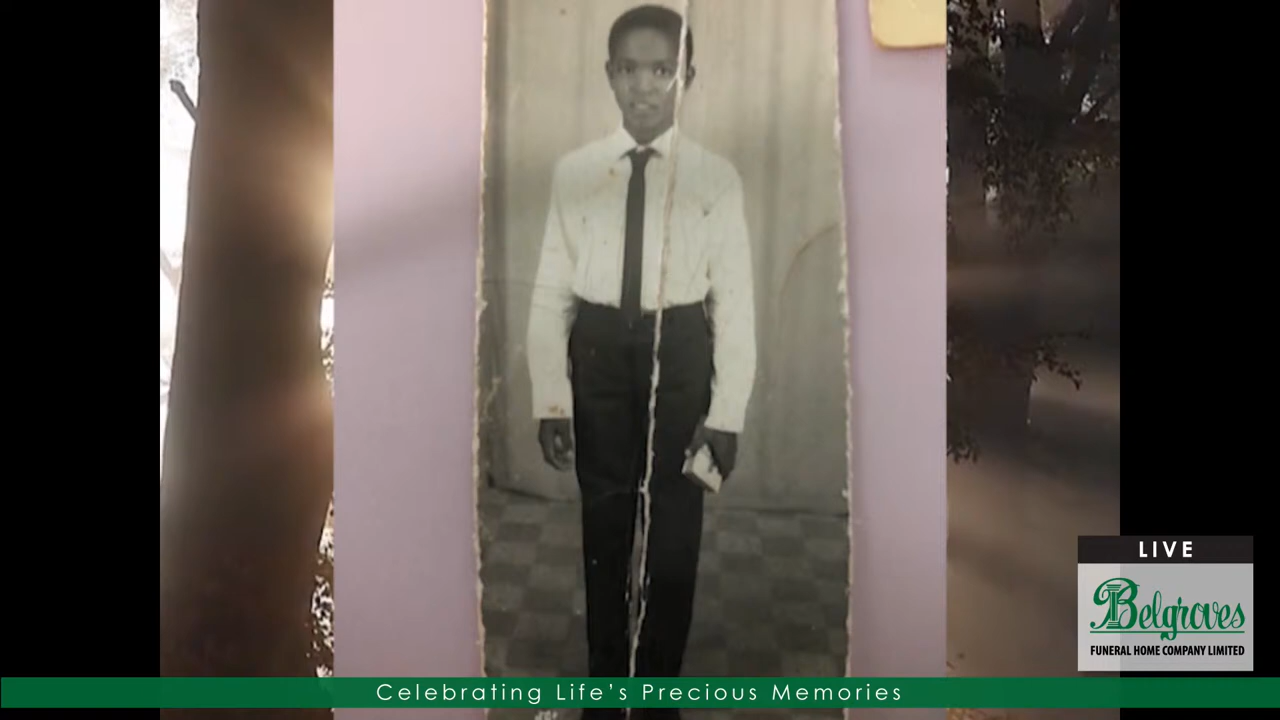 LIVE
Belgroves
FUNERAL HOME COMPANY LIMITED
Celebrating Life's Precious Memories